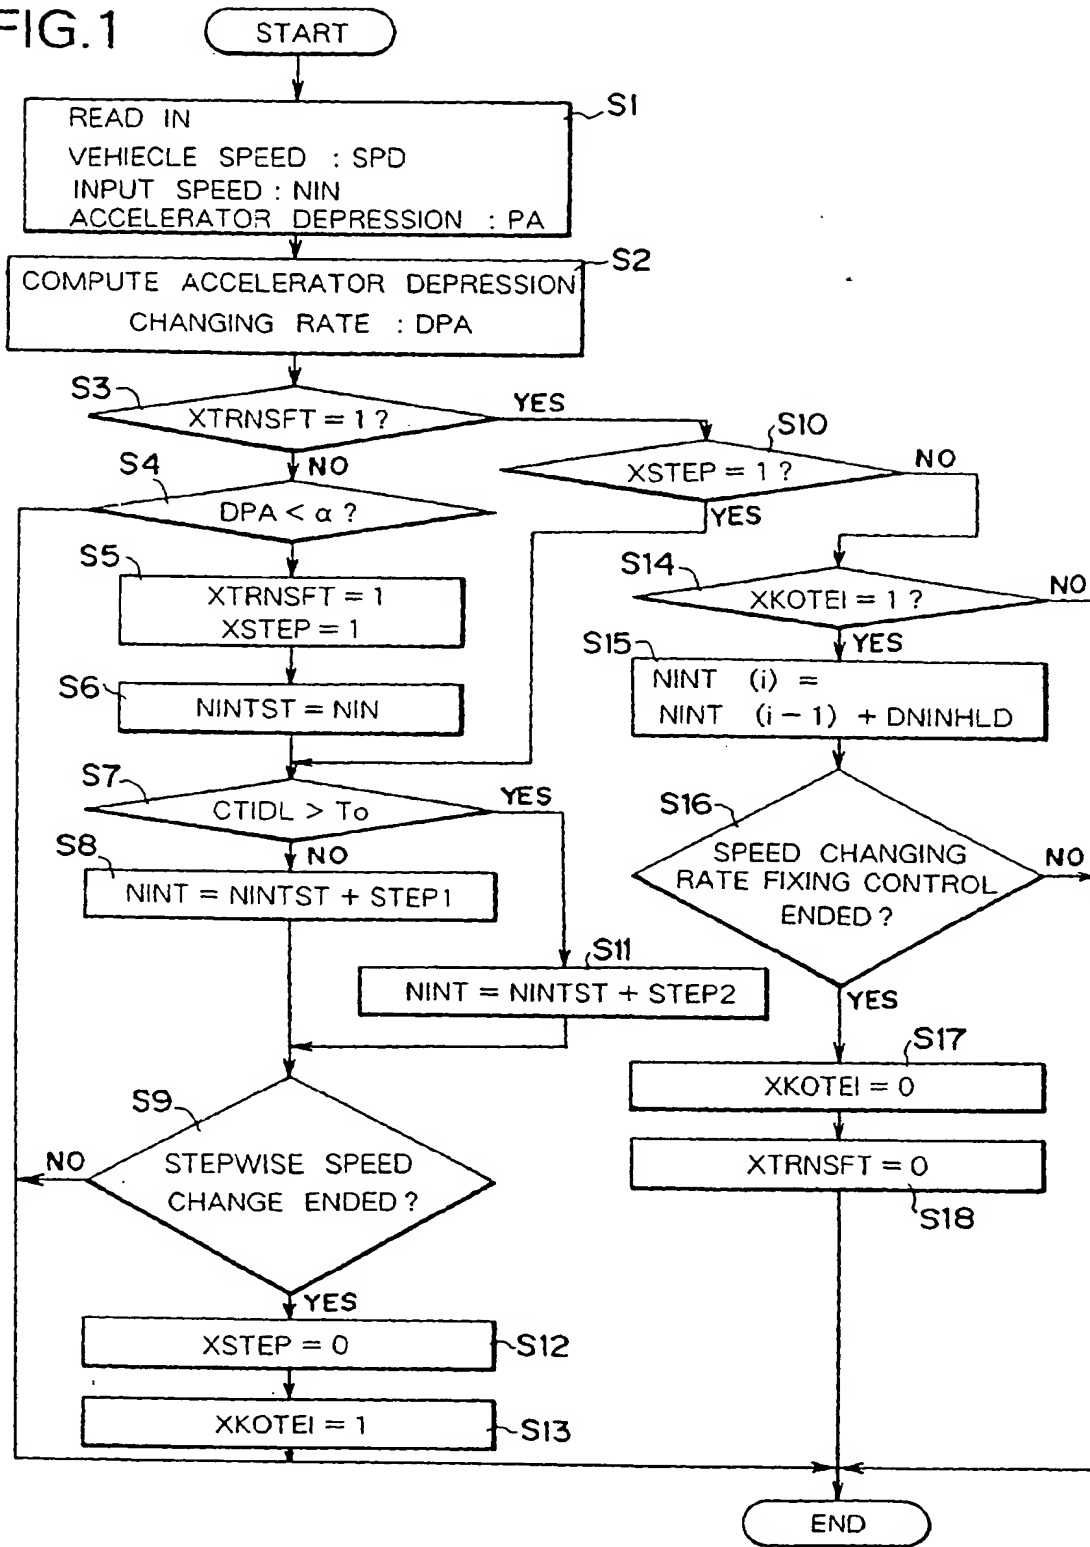 FIG.1
START
S1
READ IN
VEHIECLE SPEED : SPD
INPUT SPEED : NIN
ACCELERATOR DEPRESSION : PA
S2
COMPUTE ACCELERATOR DEPRESSION
CHANGING RATE : DPA
S3
XTRNSFT = 1 ?
YES
NO
S10
XSTEP = 1 ?
NO
YES
S4
DPA < α ?
S5
XTRNSFT = 1
XSTEP = 1
S14
XKOTEI = 1 ?
NO
YES
S6
NINTST = NIN
S15
NINT (i) =
NINT (i − 1) + DNINHLD
S7
CTIDL > To
YES
NO
S8
NINT = NINTST + STEP1
S16
SPEED CHANGING
RATE FIXING CONTROL
ENDED ?
NO
YES
S11
NINT = NINTST + STEP2
S17
XKOTEI = 0
S9
STEPWISE SPEED
CHANGE ENDED ?
NO
YES
XTRNSFT = 0
S18
XSTEP = 0
S12
XKOTEI = 1
S13
END